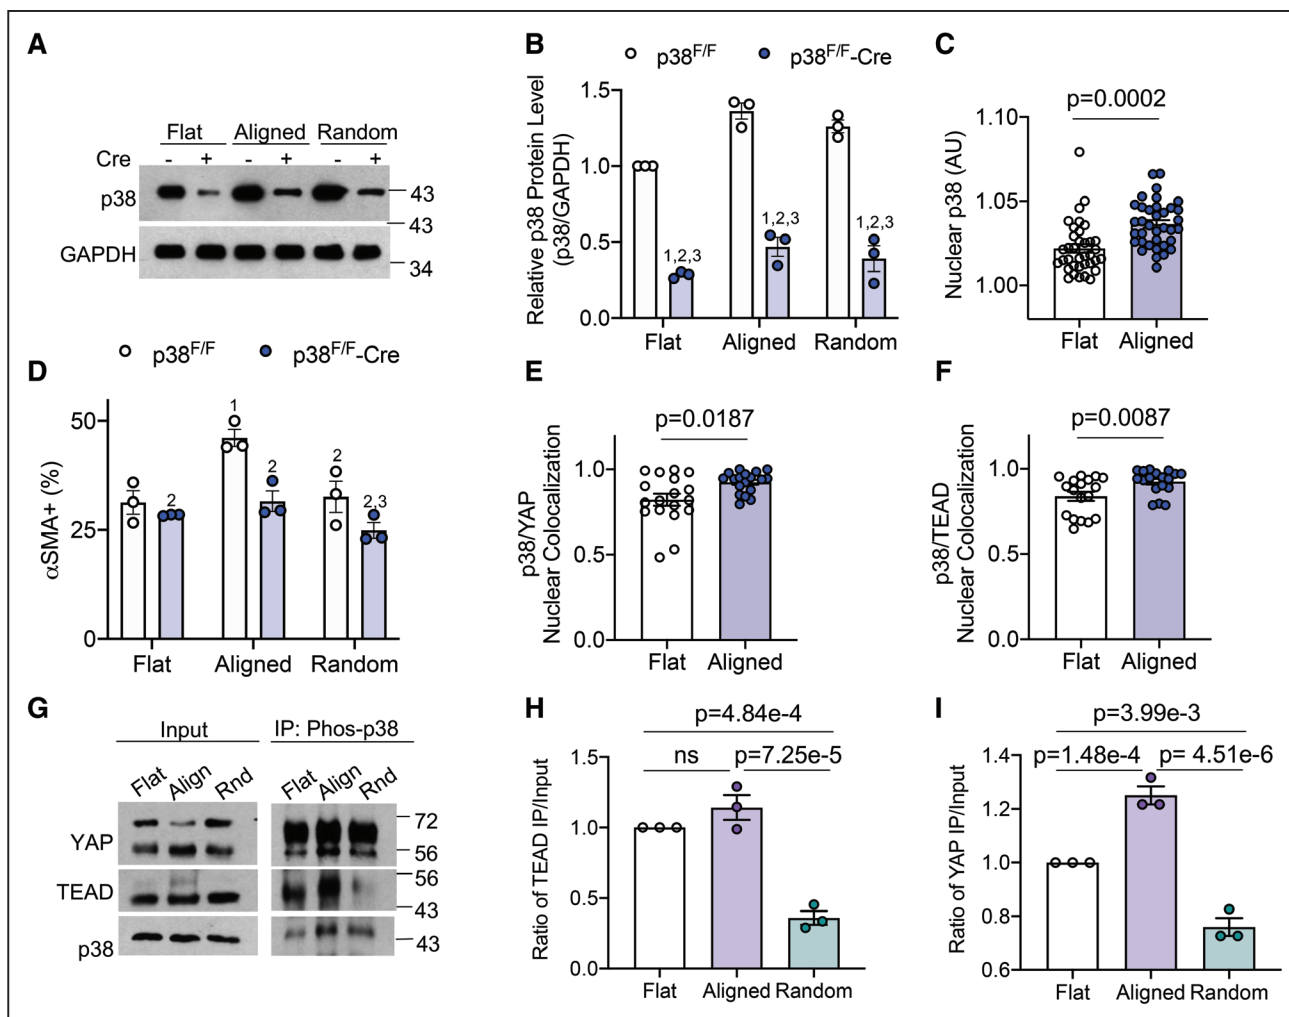 A
Flat Aligned Random
Cre - + - + - +
p38
43
43
GAPDH
34
B
p38F/F p38F/F-Cre
Relative p38 Protein Level
(p38/GAPDH)
1.5
1.0
0.5
0.0
1,2,3
1,2,3
1,2,3
Flat Aligned Random
C
p=0.0002
Nuclear p38 (AU)
1.10
1.05
1.00
Flat Aligned
D
p38F/F p38F/F-Cre
αSMA+ (%)
50
25
0
2
1
2
2
2,3
Flat Aligned Random
E
p=0.0187
p38/YAP
Nuclear Colocalization
1.0
0.5
0.0
Flat Aligned
F
p=0.0087
p38/TEAD
Nuclear Colocalization
1.0
0.5
0.0
Flat Aligned
G
Input IP: Phos-p38
Flat Align Rnd Flat Align Rnd
YAP
72
56
TEAD
56
43
p38
43
H
p=4.84e-4
ns p=7.25e-5
Ratio of TEAD IP/Input
1.5
1.0
0.5
0.0
Flat Aligned Random
I
p=3.99e-3
p=1.48e-4 p= 4.51e-6
Ratio of YAP IP/Input
1.4
1.2
1.0
0.8
0.6
Flat Aligned Random